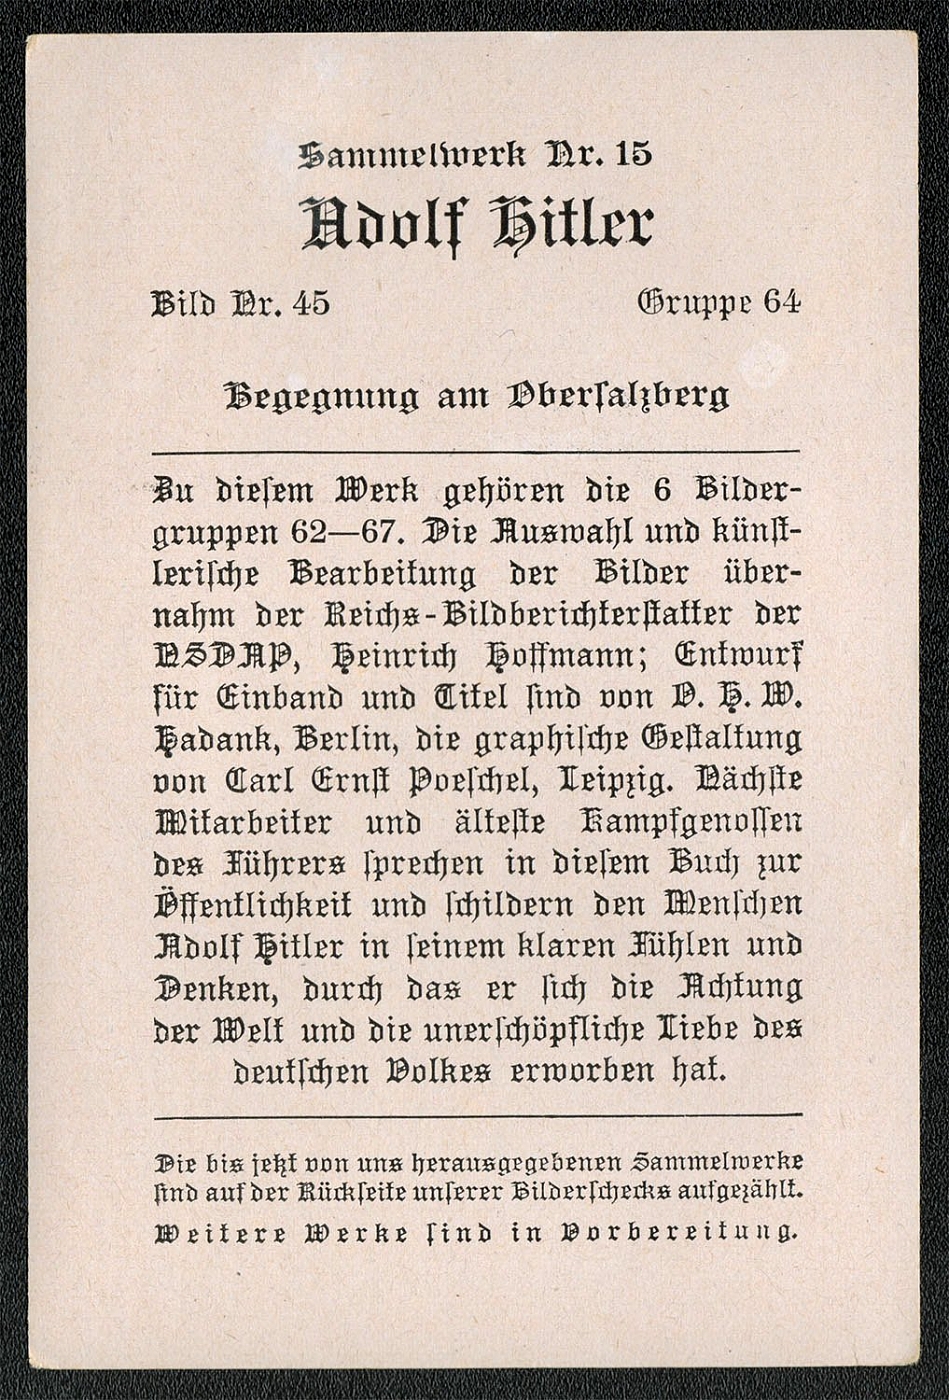 Sammelwerk Nr. 15
Adolf Hitler
Bild Nr. 45 Gruppe 64
Begegnung am Obersalzberg
Zu diesem Werk gehören die 6 Bilder-
gruppen 62—67. Die Auswahl und künst-
lerische Bearbeitung der Bilder über-
nahm der Reichs-Bildberichterstatter der
NSDAP, Heinrich Hoffmann; Entwurf
für Einband und Titel sind von O. H. W.
Hadank, Berlin, die graphische Gestaltung
von Carl Ernst Poeschel, Leipzig. Nächste
Mitarbeiter und älteste Kampfgenossen
des Führers sprechen in diesem Buch zur
Öffentlichkeit und schildern den Menschen
Adolf Hitler in seinem klaren Fühlen und
Denken, durch das er sich die Achtung
der Welt und die unerschöpfliche Liebe des
deutschen Volkes erworben hat.
Die bis jetzt von uns herausgegebenen Sammelwerke
sind auf der Rückseite unserer Bilderschecks aufgezählt.
Weitere Werke sind in Vorbereitung.